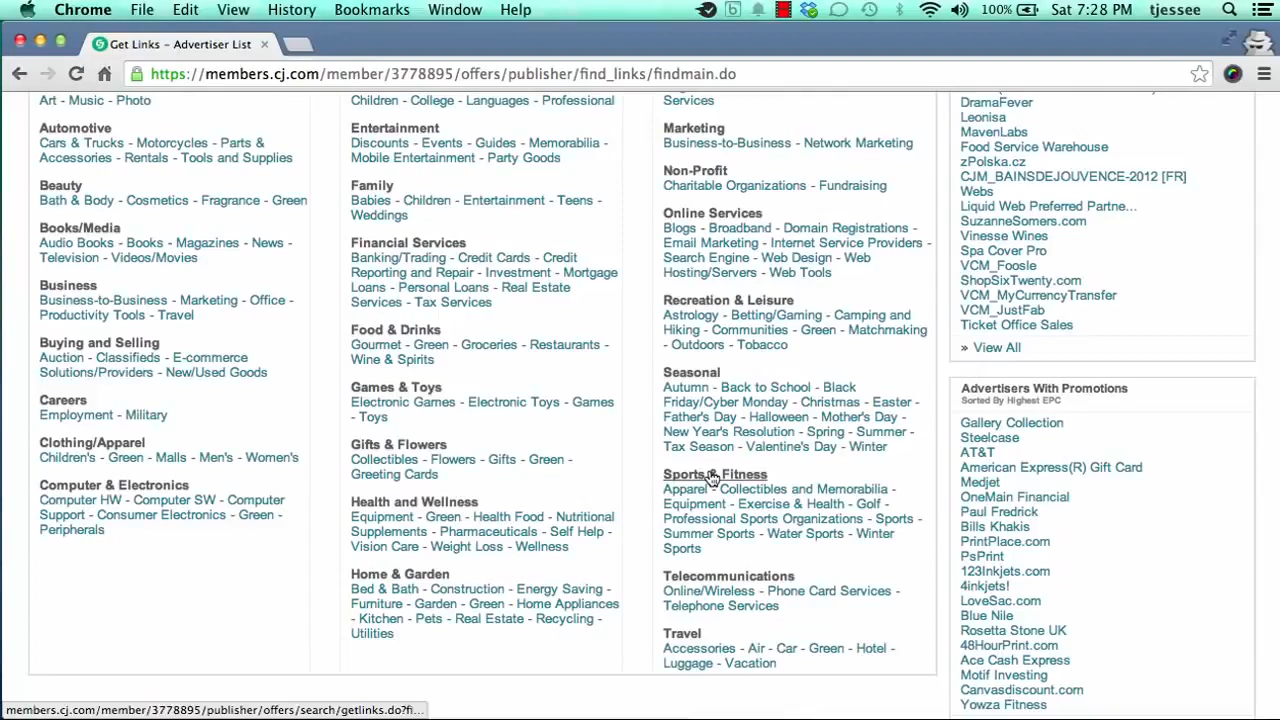 Chrome File Edit View History Bookmarks Window Help 100% Sat 7:28 PM tjessee
Get Links – Advertiser List
https://members.cj.com/member/3778895/offers/publisher/find_links/findmain.do
Art - Music - Photo
Automotive
Cars & Trucks - Motorcycles - Parts &
Accessories - Rentals - Tools and Supplies
Beauty
Bath & Body - Cosmetics - Fragrance - Green
Books/Media
Audio Books - Books - Magazines - News -
Television - Videos/Movies
Business
Business-to-Business - Marketing - Office -
Productivity Tools - Travel
Buying and Selling
Auction - Classifieds - E-commerce
Solutions/Providers - New/Used Goods
Careers
Employment - Military
Clothing/Apparel
Children's - Green - Malls - Men's - Women's
Computer & Electronics
Computer HW - Computer SW - Computer
Support - Consumer Electronics - Green -
Peripherals
Children - College - Languages - Professional
Entertainment
Discounts - Events - Guides - Memorabilia -
Mobile Entertainment - Party Goods
Family
Babies - Children - Entertainment - Teens -
Weddings
Financial Services
Banking/Trading - Credit Cards - Credit
Reporting and Repair - Investment - Mortgage
Loans - Personal Loans - Real Estate
Services - Tax Services
Food & Drinks
Gourmet - Green - Groceries - Restaurants -
Wine & Spirits
Games & Toys
Electronic Games - Electronic Toys - Games
- Toys
Gifts & Flowers
Collectibles - Flowers - Gifts - Green -
Greeting Cards
Health and Wellness
Equipment - Green - Health Food - Nutritional
Supplements - Pharmaceuticals - Self Help -
Vision Care - Weight Loss - Wellness
Home & Garden
Bed & Bath - Construction - Energy Saving -
Furniture - Garden - Green - Home Appliances
- Kitchen - Pets - Real Estate - Recycling -
Utilities
Services
Marketing
Business-to-Business - Network Marketing
Non-Profit
Charitable Organizations - Fundraising
Online Services
Blogs - Broadband - Domain Registrations -
Email Marketing - Internet Service Providers -
Search Engine - Web Design - Web
Hosting/Servers - Web Tools
Recreation & Leisure
Astrology - Betting/Gaming - Camping and
Hiking - Communities - Green - Matchmaking
- Outdoors - Tobacco
Seasonal
Autumn - Back to School - Black
Friday/Cyber Monday - Christmas - Easter -
Father's Day - Halloween - Mother's Day -
New Year's Resolution - Spring - Summer -
Tax Season - Valentine's Day - Winter
Sports & Fitness
Apparel - Collectibles and Memorabilia -
Equipment - Exercise & Health - Golf -
Professional Sports Organizations - Sports -
Summer Sports - Water Sports - Winter
Sports
Telecommunications
Online/Wireless - Phone Card Services -
Telephone Services
Travel
Accessories - Air - Car - Green - Hotel -
Luggage - Vacation
DramaFever
Leonisa
MavenLabs
Food Service Warehouse
zPolska.cz
CJM_BAINSDEJOUVENCE-2012 [FR]
Webs
Liquid Web Preferred Partne...
SuzanneSomers.com
Vinesse Wines
Spa Cover Pro
VCM_Foosle
ShopSixTwenty.com
VCM_MyCurrencyTransfer
VCM_JustFab
Ticket Office Sales
» View All
Advertisers With Promotions
Sorted By Highest EPC
Gallery Collection
Steelcase
AT&T
American Express(R) Gift Card
Medjet
OneMain Financial
Paul Fredrick
Bills Khakis
PrintPlace.com
PsPrint
123Inkjets.com
4inkjets!
LoveSac.com
Blue Nile
Rosetta Stone UK
48HourPrint.com
Ace Cash Express
Motif Investing
Canvasdiscount.com
Yowza Fitness
members.cj.com/member/3778895/publisher/offers/search/getlinks.do?fi...